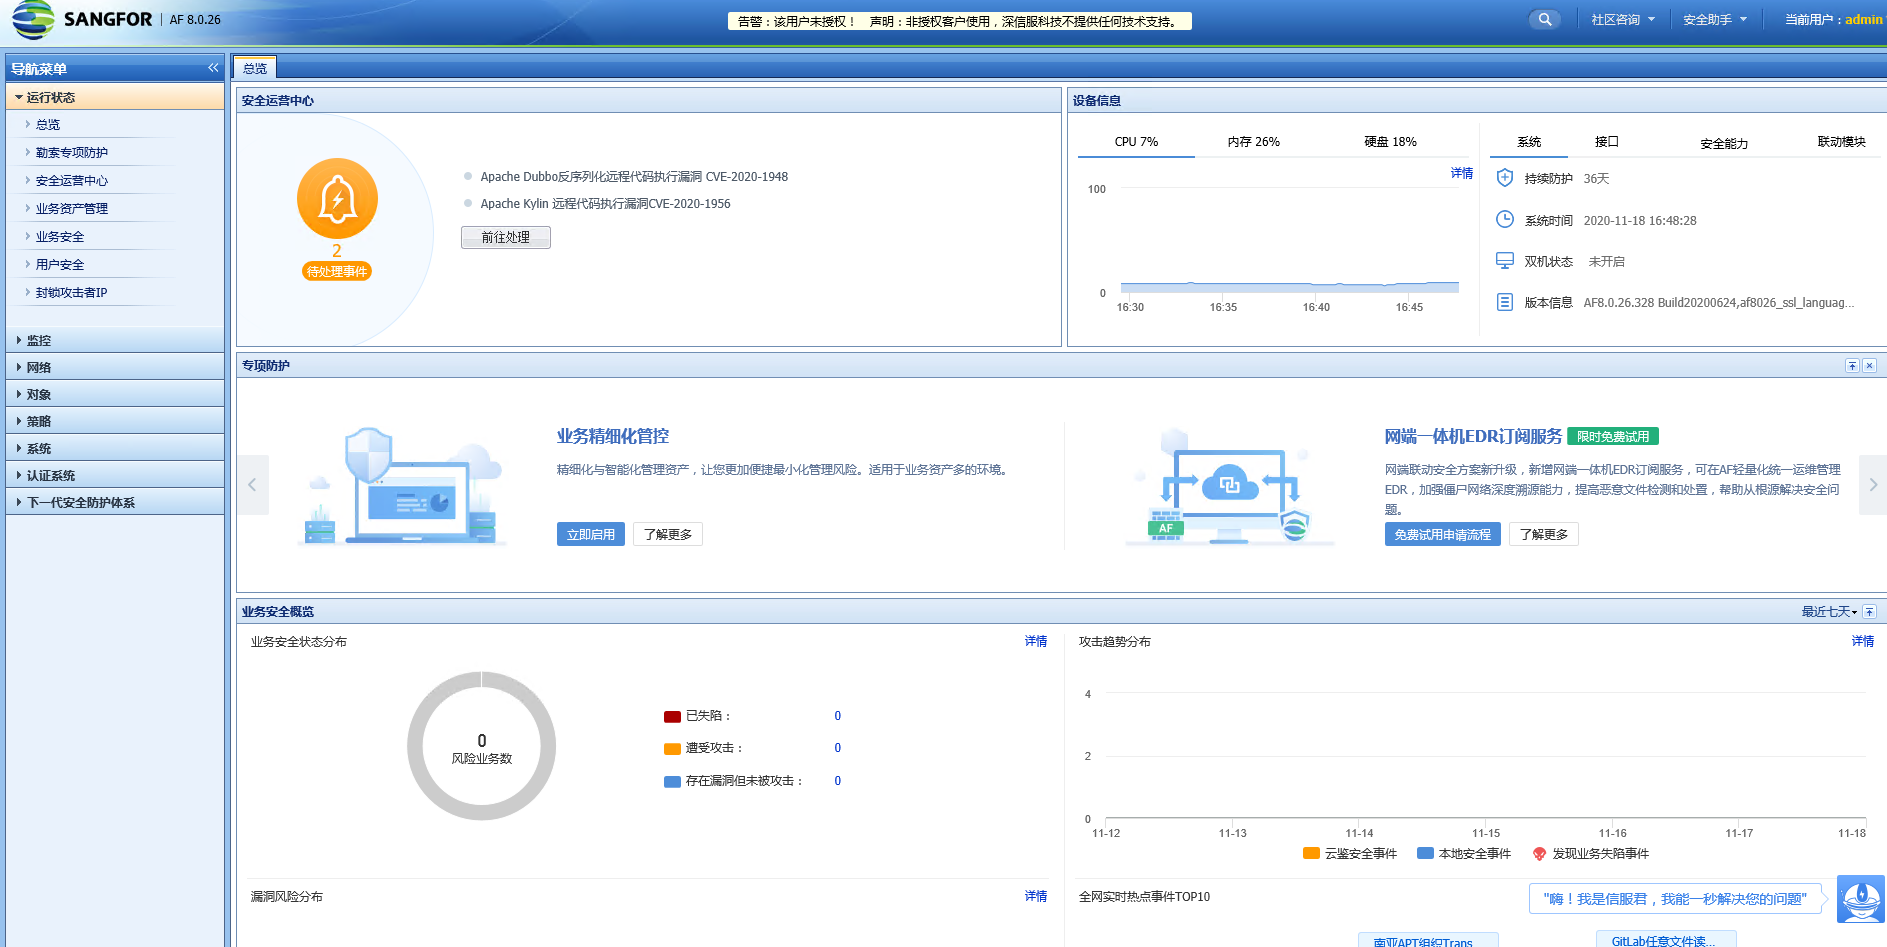 SANGFOR | AF 8.0.26
告警：该用户未授权！ 声明：非授权客户使用，深信服科技不提供任何技术支持。
社区咨询
安全助手
当前用户：admin
导航菜单
运行状态
总览
勒索专项防护
安全运营中心
业务资产管理
业务安全
用户安全
封锁攻击者IP
监控
网络
对象
策略
系统
认证系统
下一代安全防护体系
总览
安全运营中心
2
待处理事件
Apache Dubbo反序列化远程代码执行漏洞 CVE-2020-1948
Apache Kylin 远程代码执行漏洞CVE-2020-1956
前往处理
设备信息
CPU 7% 内存 26% 硬盘 18%
详情
100
0
16:30 16:35 16:40 16:45
系统 接口 安全能力 联动模块
持续防护 36天
系统时间 2020-11-18 16:48:28
双机状态 未开启
版本信息 AF8.0.26.328 Build20200624,af8026_ssl_languag...
专项防护
业务精细化管控
精细化与智能化管理资产，让您更加便捷最小化管理风险。适用于业务资产多的环境。
立即启用 了解更多
AF
网端一体机EDR订阅服务 限时免费试用
网端联动安全方案新升级，新增网端一体机EDR订阅服务，可在AF轻量化统一运维管理
EDR，加强僵尸网络深度溯源能力，提高恶意文件检测和处置，帮助从根源解决安全问
题。
免费试用申请流程 了解更多
业务安全概览
最近七天
业务安全状态分布 详情
0
风险业务数
已失陷： 0
遭受攻击： 0
存在漏洞但未被攻击： 0
攻击趋势分布 详情
4
2
0
11-12 11-13 11-14 11-15 11-16 11-17 11-18
云鉴安全事件 本地安全事件 发现业务失陷事件
漏洞风险分布 详情
全网实时热点事件TOP10
"嗨！我是信服君，我能一秒解决您的问题"
南亚APT组织Trans
GitLab任意文件读...